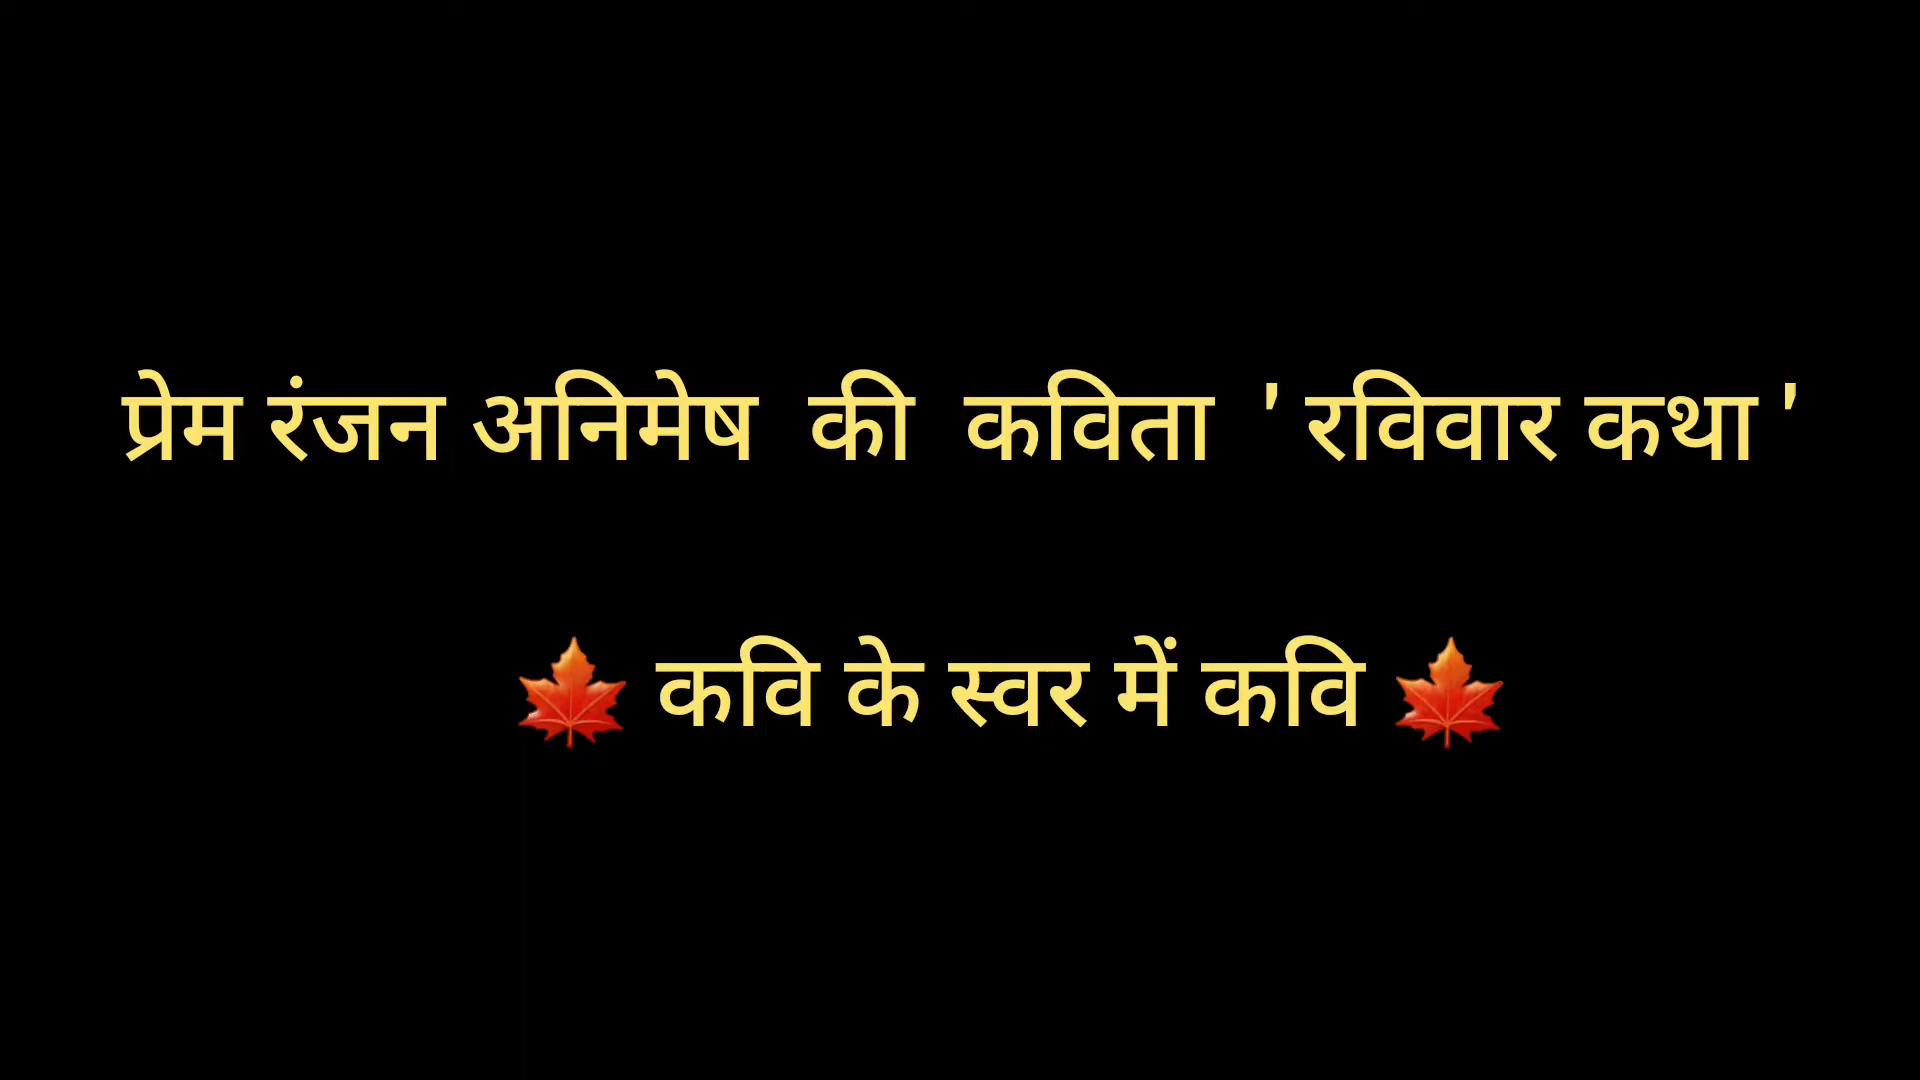 प्रेम रंजन अनिमेष की कविता ' रविवार कथा '
🍁 कवि के स्वर में कवि 🍁